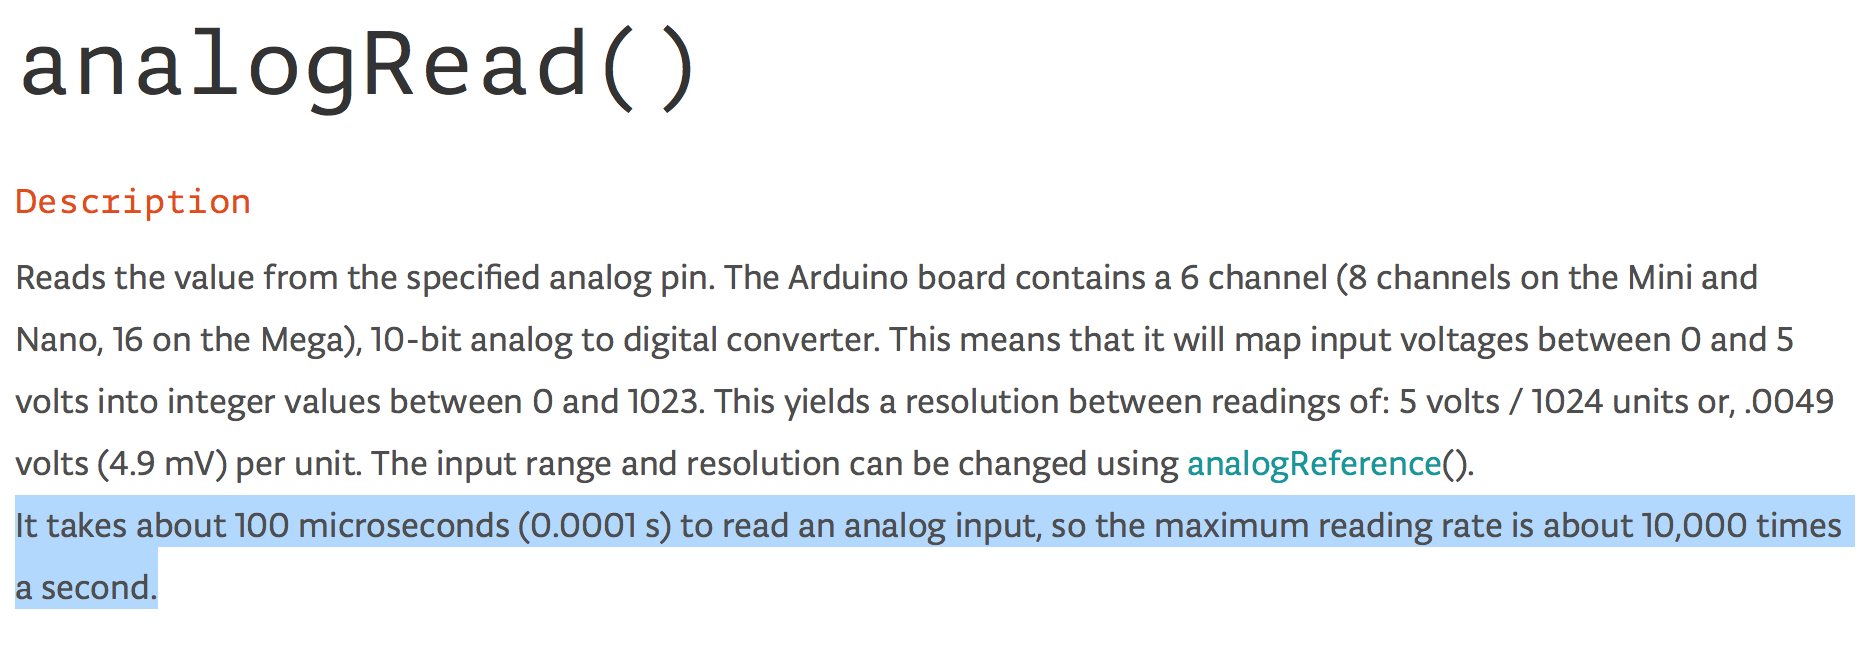 analogRead()
Description
Reads the value from the specified analog pin. The Arduino board contains a 6 channel (8 channels on the Mini and
Nano, 16 on the Mega), 10-bit analog to digital converter. This means that it will map input voltages between 0 and 5
volts into integer values between 0 and 1023. This yields a resolution between readings of: 5 volts / 1024 units or, .0049
volts (4.9 mV) per unit. The input range and resolution can be changed using analogReference().
It takes about 100 microseconds (0.0001 s) to read an analog input, so the maximum reading rate is about 10,000 times
a second.